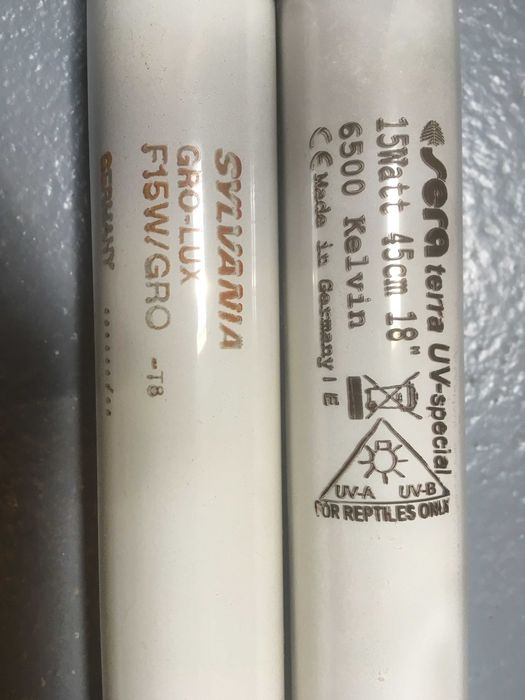 SYLVANIA
GRO-LUX
F15W/GRO -T8
GERMANY
sera terra UV-special
15Watt 45cm 18"
6500 Kelvin
CE Made in Germany | E
UV-A UV-B
FOR REPTILES ONLY